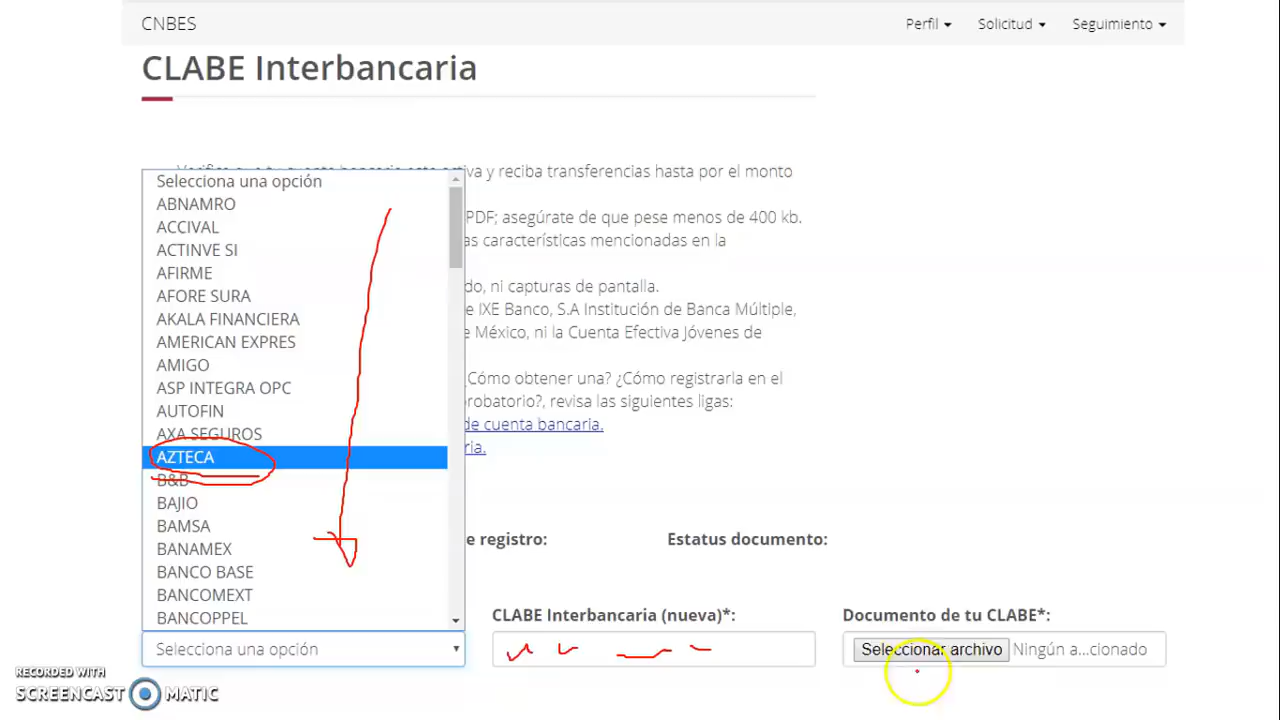 CNBES Perfil Solicitud Seguimiento
CLABE Interbancaria
va y reciba transferencias hasta por el monto
Selecciona una opción
ABNAMRO
PDF; asegúrate de que pese menos de 400 kb.
ACCIVAL
as características mencionadas en la
ACTINVE SI
AFIRME
do, ni capturas de pantalla.
AFORE SURA
e IXE Banco, S.A Institución de Banca Múltiple,
AKALA FINANCIERA
e México, ni la Cuenta Efectiva Jóvenes de
AMERICAN EXPRES
AMIGO
¿Cómo obtener una? ¿Cómo registrarla en el
ASP INTEGRA OPC
probatorio?, revisa las siguientes ligas:
AUTOFIN
de cuenta bancaria.
AXA SEGUROS
ria.
AZTECA
B&B
BAJIO
BAMSA
e registro: Estatus documento:
BANAMEX
BANCO BASE
BANCOMEXT
BANCOPPEL
CLABE Interbancaria (nueva)*: Documento de tu CLABE*:
Selecciona una opción Seleccionar archivo Ningún a...cionado
RECORDED WITH
SCREENCAST MATIC